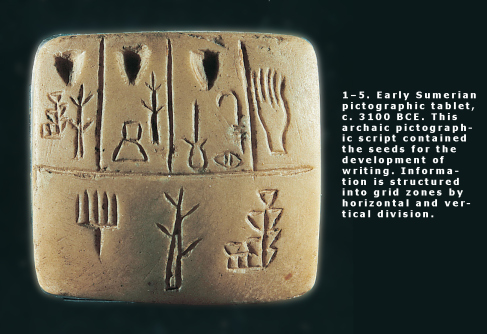 1–5. Early Sumerian
pictographic tablet,
c. 3100 BCE. This
archaic pictograph-
ic script contained
the seeds for the
development of
writing. Informa-
tion is structured
into grid zones by
horizontal and ver-
tical division.